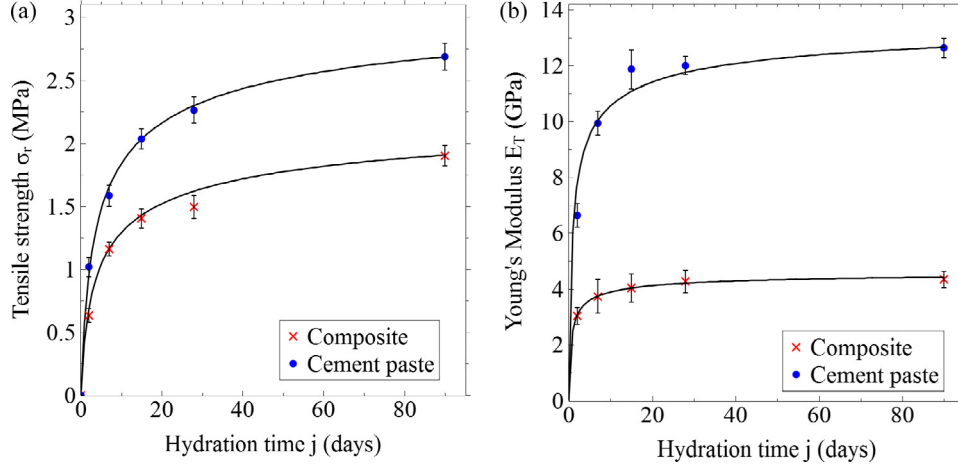 (a)
Tensile strength σr (MPa)
3
2.5
2
1.5
1
0.5
0
0 20 40 60 80
Hydration time j (days)
Composite
Cement paste
(b)
Young's Modulus ET (GPa)
14
12
10
8
6
4
2
0
0 20 40 60 80
Hydration time j (days)
Composite
Cement paste